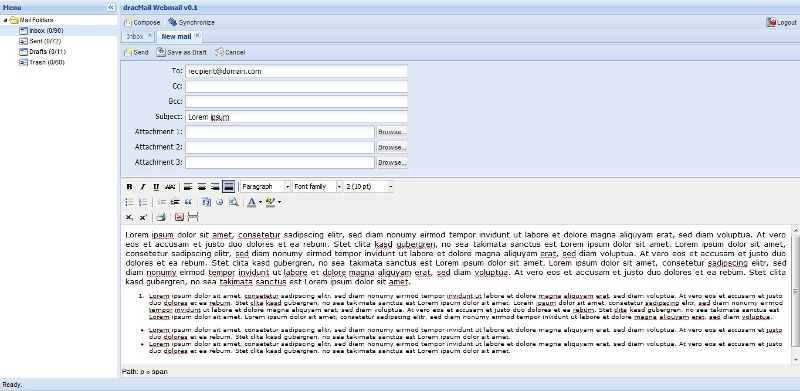 Menu
dracMail Webmail v0.1
Mail Folders
Inbox (0/90)
Sent (0/72)
Drafts (0/11)
Trash (0/60)
Compose Synchronize Logout
Inbox New mail
Send Save as Draft Cancel
To: recipient@domain.com
Cc:
Bcc:
Subject: Lorem ipsum
Attachment 1: Browse...
Attachment 2: Browse...
Attachment 3: Browse...
B I U ABC Paragraph Font family 2 (10 pt)
Lorem ipsum dolor sit amet, consetetur sadipscing elitr, sed diam nonumy eirmod tempor invidunt ut labore et dolore magna aliquyam erat, sed diam voluptua. At vero
eos et accusam et justo duo dolores et ea rebum. Stet clita kasd gubergren, no sea takimata sanctus est Lorem ipsum dolor sit amet. Lorem ipsum dolor sit amet,
consetetur sadipscing elitr, sed diam nonumy eirmod tempor invidunt ut labore et dolore magna aliquyam erat, sed diam voluptua. At vero eos et accusam et justo duo
dolores et ea rebum. Stet clita kasd gubergren, no sea takimata sanctus est Lorem ipsum dolor sit amet. Lorem ipsum dolor sit amet, consetetur sadipscing elitr, sed
diam nonumy eirmod tempor invidunt ut labore et dolore magna aliquyam erat, sed diam voluptua. At vero eos et accusam et justo duo dolores et ea rebum. Stet clita
kasd gubergren, no sea takimata sanctus est Lorem ipsum dolor sit amet.
1. Lorem ipsum dolor sit amet, consetetur sadipscing elitr, sed diam nonumy eirmod tempor invidunt ut labore et dolore magna aliquyam erat, sed diam voluptua. At vero eos et accusam et justo
duo dolores et ea rebum. Stet clita kasd gubergren, no sea takimata sanctus est Lorem ipsum dolor sit amet. Lorem ipsum dolor sit amet, consetetur sadipscing elitr, sed diam nonumy eirmod
tempor invidunt ut labore et dolore magna aliquyam erat, sed diam voluptua. At vero eos et accusam et justo duo dolores et ea rebum. Stet clita kasd gubergren, no sea takimata sanctus est
Lorem ipsum dolor sit amet. Lorem ipsum dolor sit amet, consetetur sadipscing elitr, sed diam nonumy eirmod tempor invidunt ut labore et dolore magna aliquyam erat, sed diam voluptua.
• Lorem ipsum dolor sit amet, consetetur sadipscing elitr, sed diam nonumy eirmod tempor invidunt ut labore et dolore magna aliquyam erat, sed diam voluptua. At vero eos et accusam et justo
duo dolores et ea rebum. Stet clita kasd gubergren, no sea takimata sanctus est Lorem ipsum dolor sit amet.
• Lorem ipsum dolor sit amet, consetetur sadipscing elitr, sed diam nonumy eirmod tempor invidunt ut labore et dolore magna aliquyam erat, sed diam voluptua. At vero eos et accusam et justo
duo dolores et ea rebum. Stet clita kasd gubergren, no sea takimata sanctus est Lorem ipsum dolor sit amet.
Path: p » span
Ready.